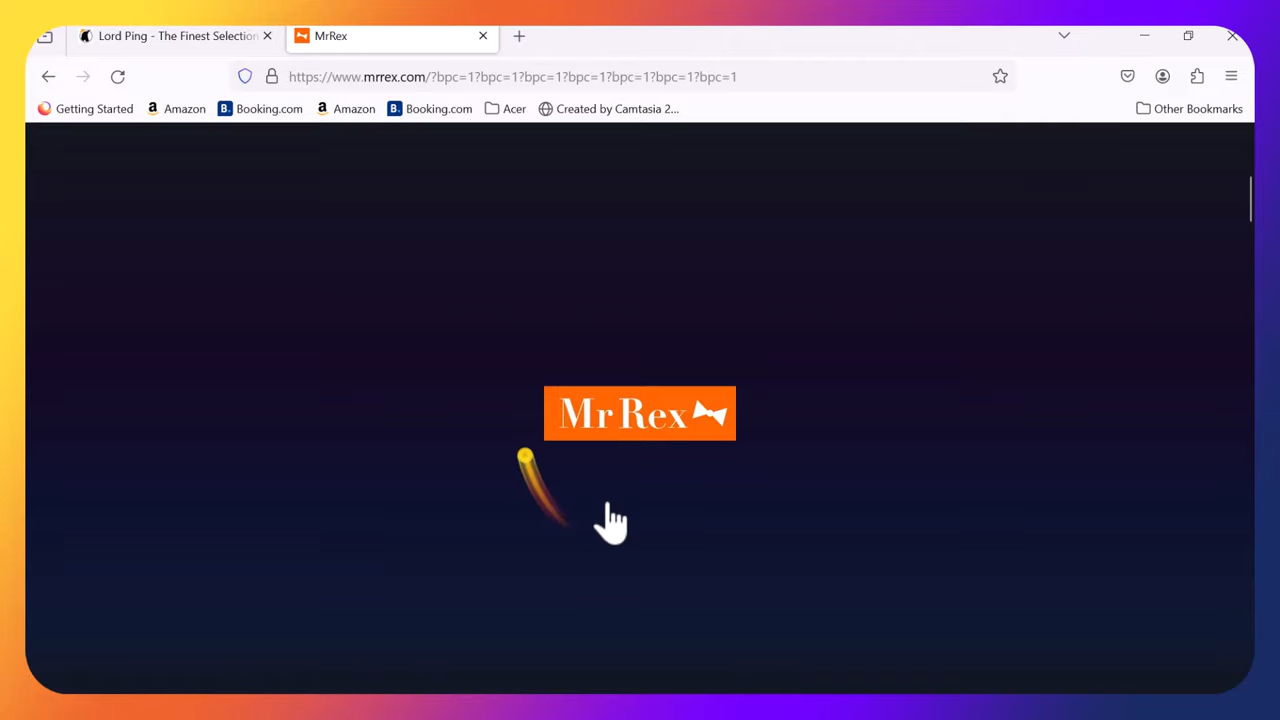 Lord Ping - The Finest Selection
MrRex
https://www.mrrex.com/?bpc=1?bpc=1?bpc=1?bpc=1?bpc=1?bpc=1?bpc=1
Getting Started
Amazon
B. Booking.com
Amazon
B. Booking.com
Acer
Created by Camtasia 2...
Other Bookmarks
Mr Rex